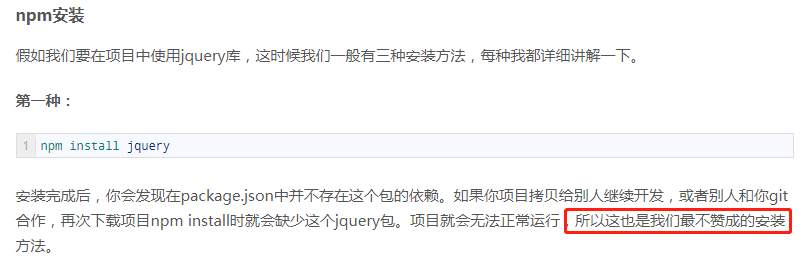 npm安装
假如我们要在项目中使用jquery库，这时候我们一般有三种安装方法，每种我都详细讲解一下。
第一种：
1 npm install jquery
安装完成后，你会发现在package.json中并不存在这个包的依赖。如果你项目拷贝给别人继续开发，或者别人和你git
合作，再次下载项目npm install时就会缺少这个jquery包。项目就会无法正常运行，所以这也是我们最不赞成的安装
方法。